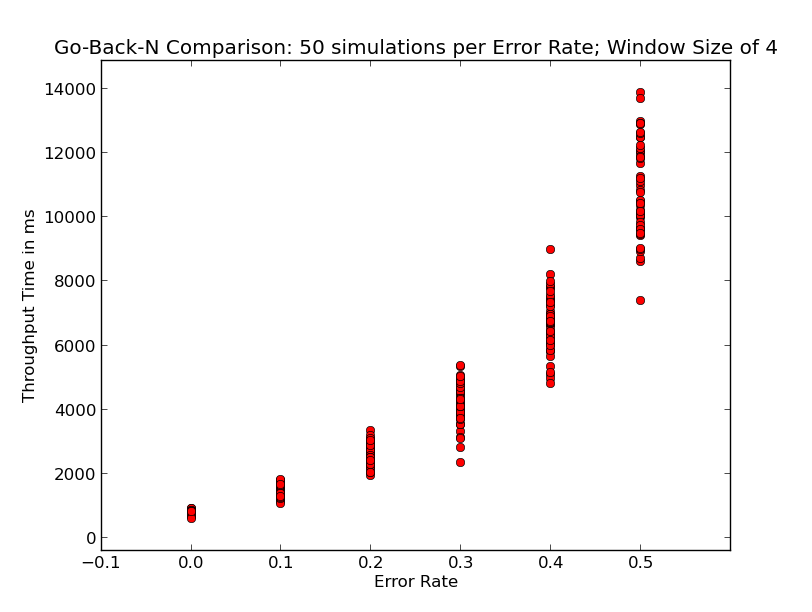 Go-Back-N Comparison: 50 simulations per Error Rate; Window Size of 4
14000
12000
10000
8000
6000
4000
2000
0
Throughput Time in ms
−0.1 0.0 0.1 0.2 0.3 0.4 0.5
Error Rate